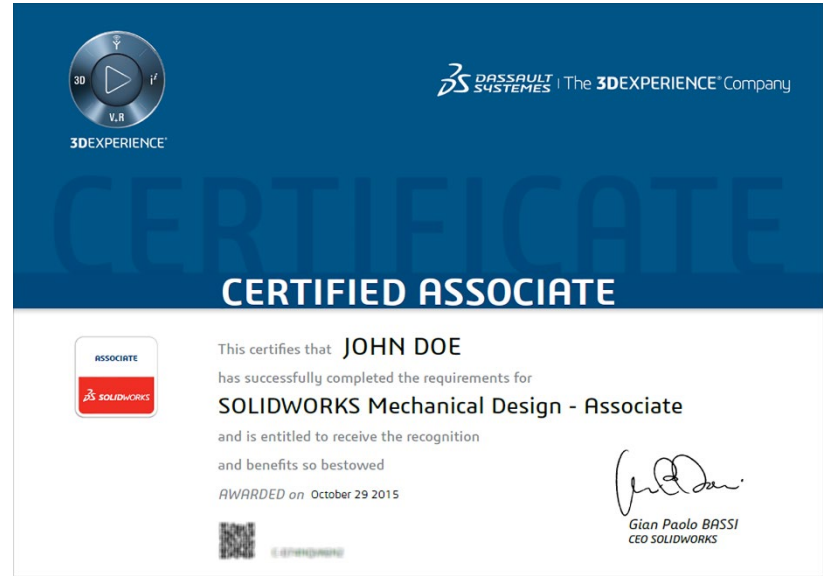 3D
i²
V.R
3DEXPERIENCE®
DASSAULT
SYSTEMES | The 3DEXPERIENCE® Company
CERTIFICATE
CERTIFIED ASSOCIATE
ASSOCIATE
SOLIDWORKS
This certifies that JOHN DOE
has successfully completed the requirements for
SOLIDWORKS Mechanical Design - Associate
and is entitled to receive the recognition
and benefits so bestowed
AWARDED on October 29 2015
Gian Paolo BASSI
CEO SOLIDWORKS